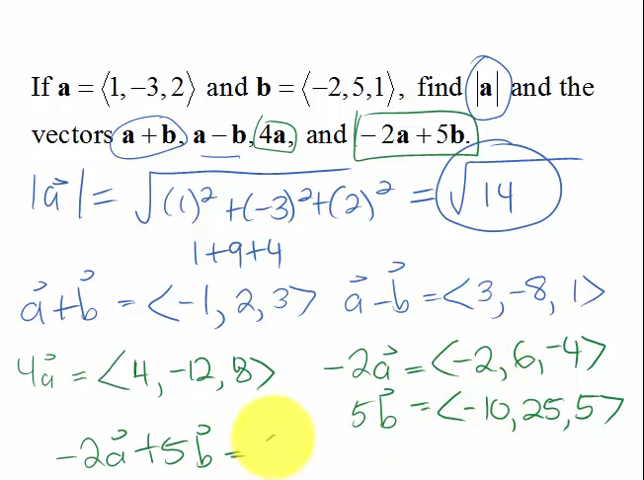 If a = ⟨1, −3, 2⟩ and b = ⟨−2, 5, 1⟩, find |a| and the
vectors a + b, a − b, 4a, and −2a + 5b.
|a⃗| = √(1)² + (-3)² + (2)² = √14
1+9+4
a⃗+b⃗ = <-1, 2, 3> a⃗-b⃗ = <3, -8, 1>
4a⃗ = <4, -12, 8> -2a⃗ = <-2, 6, -4>
5b⃗ = <-10, 25, 5>
-2a⃗ + 5b⃗ =